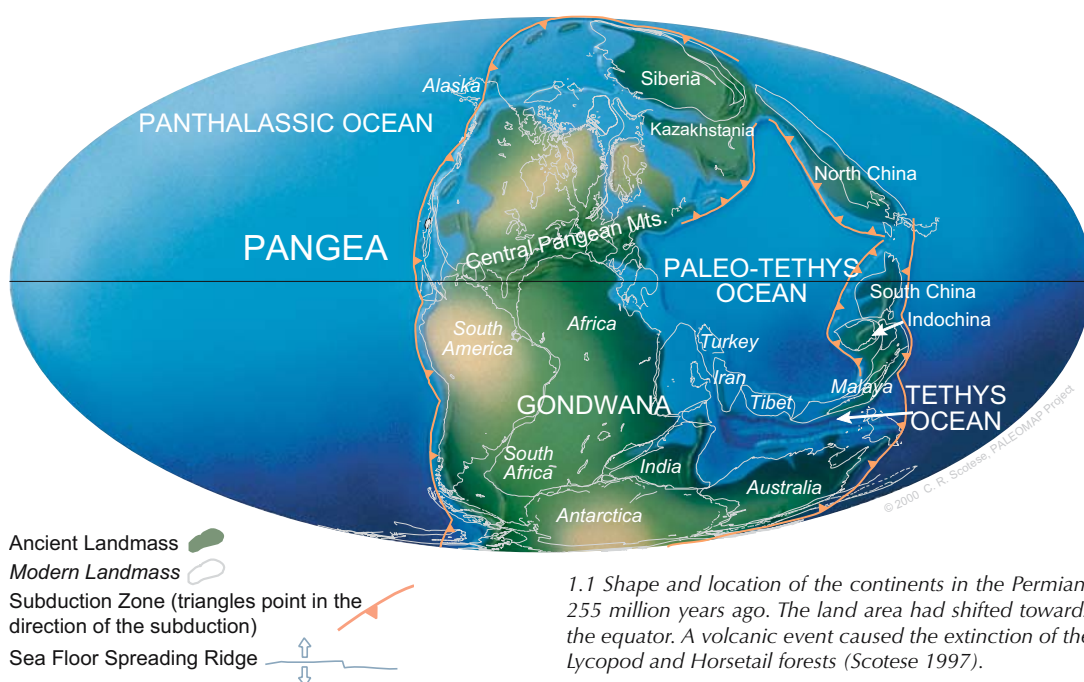 Siberia
Alaska
PANTHALASSIC OCEAN
Kazakhstania
North China
Central Pangean Mts.
PANGEA
PALEO-TETHYS
OCEAN
South China
Indochina
South
America
Africa
Turkey
Iran
Malaya
Tibet
TETHYS
OCEAN
GONDWANA
South
Africa
India
Australia
Antarctica
© 2000 C. R. Scotese, PALEOMAP Project
Ancient Landmass
Modern Landmass
Subduction Zone (triangles point in the
direction of the subduction)
Sea Floor Spreading Ridge
1.1 Shape and location of the continents in the Permian
255 million years ago. The land area had shifted toward
the equator. A volcanic event caused the extinction of the
Lycopod and Horsetail forests (Scotese 1997).